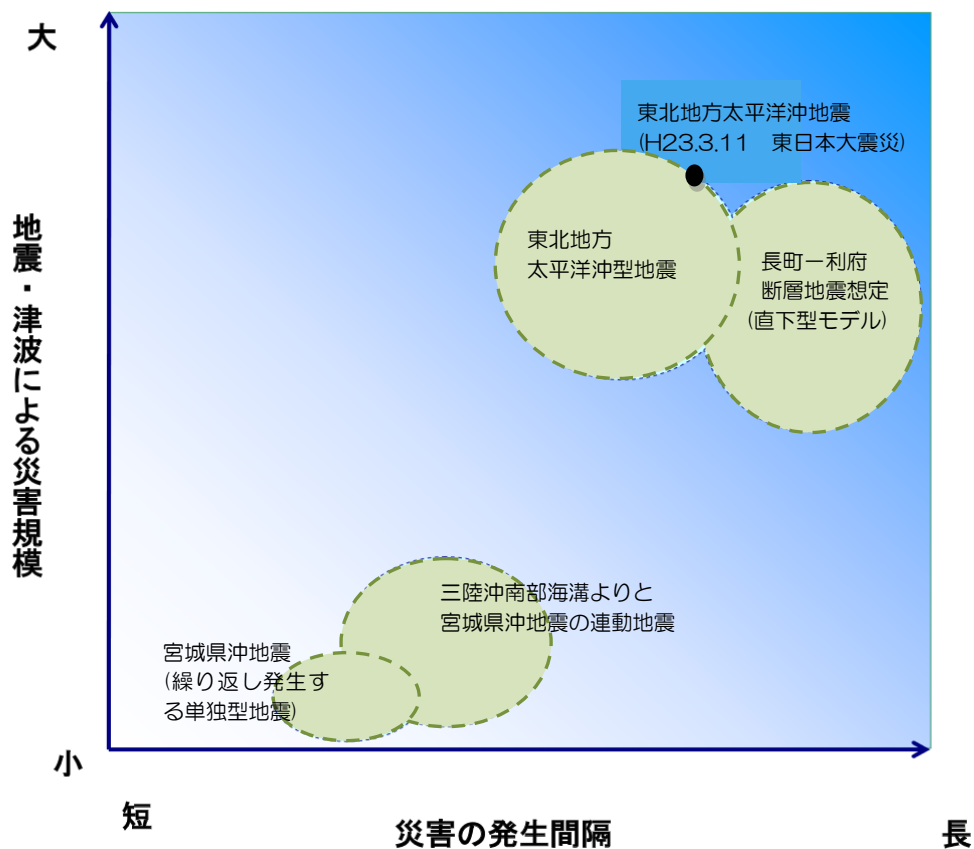 大
東北地方太平洋沖地震
(H23.3.11　東日本大震災)
東北地方
太平洋沖型地震
長町ー利府
断層地震想定
(直下型モデル)
地震・津波による災害規模
三陸沖南部海溝よりと
宮城県沖地震の連動地震
宮城県沖地震
(繰り返し発生す
る単独型地震)
小
短
災害の発生間隔
長